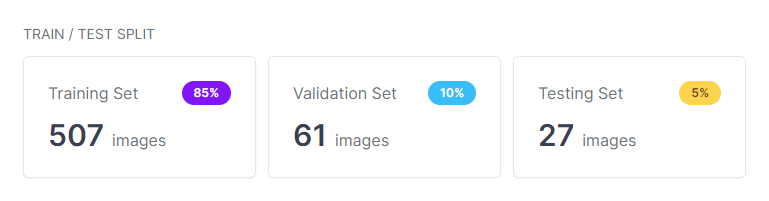 TRAIN / TEST SPLIT
Training Set 85%
507 images
Validation Set 10%
61 images
Testing Set 5%
27 images